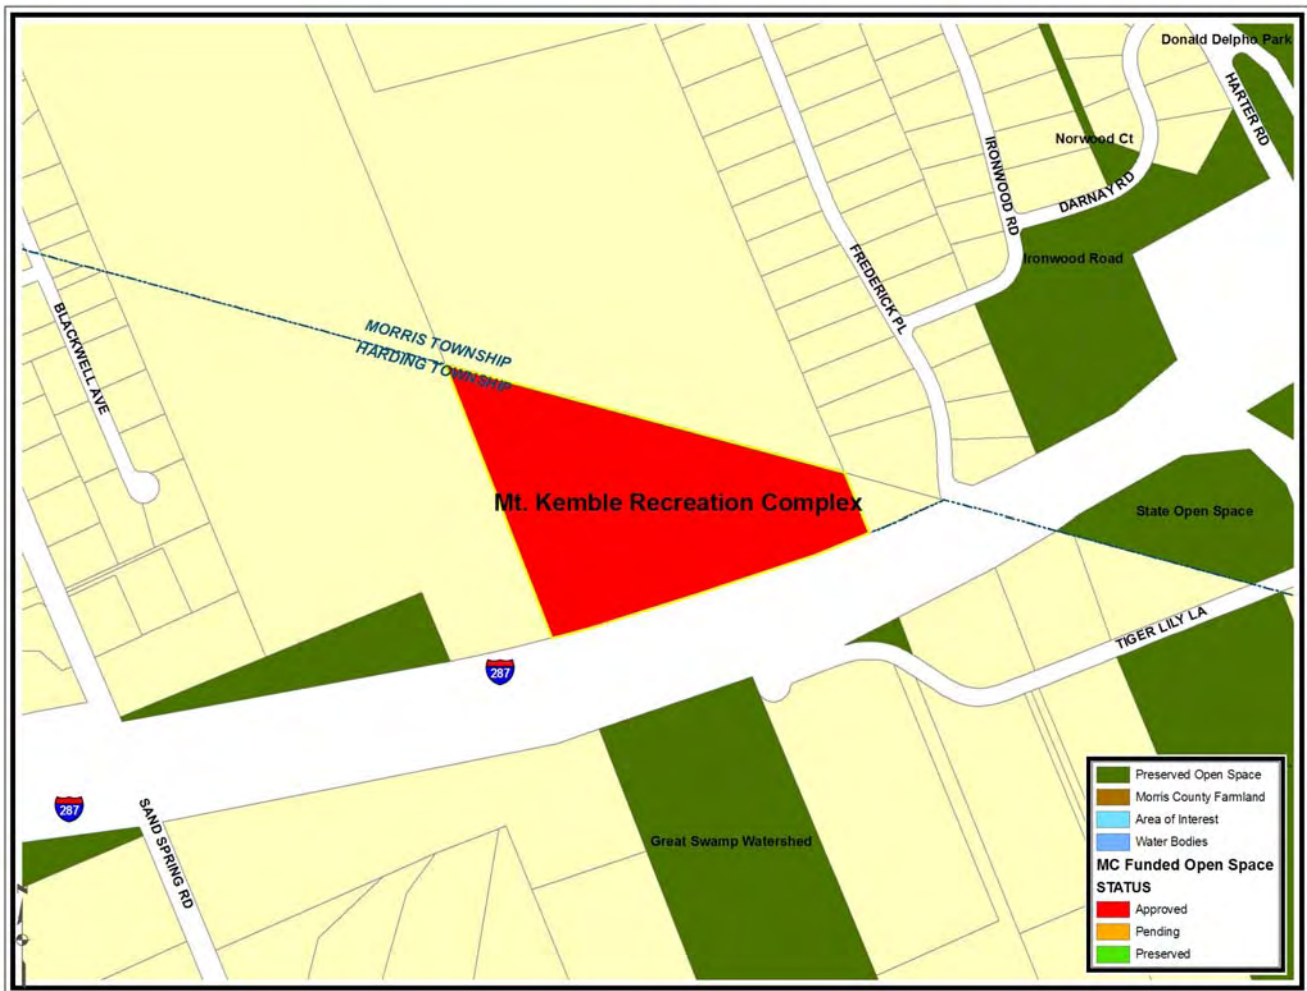 Donald Delpho Park
HARTER RD
Norwood Ct
IRONWOOD RD
DARNAY RD
Ironwood Road
FREDERICK PL
BLACKWELL AVE
MORRIS TOWNSHIP
HARDING TOWNSHIP
Mt. Kemble Recreation Complex
State Open Space
TIGER LILY LA
287
287
SAND SPRING RD
Great Swamp Watershed
Preserved Open Space
Morris County Farmland
Area of Interest
Water Bodies
MC Funded Open Space
STATUS
Approved
Pending
Preserved